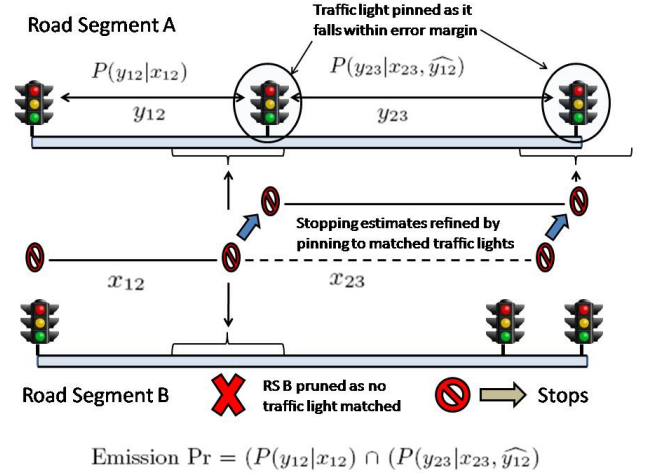 Traffic light pinned as it
falls within error margin
Road Segment A
P(y₁₂|x₁₂)
P(y₂₃|x₂₃, ŷ₁₂)
y₁₂
y₂₃
Stopping estimates refined by
pinning to matched traffic lights
x₁₂
x₂₃
Road Segment B
RS B pruned as no
traffic light matched
Stops
Emission Pr = (P(y₁₂|x₁₂) ∩ (P(y₂₃|x₂₃, ŷ₁₂)